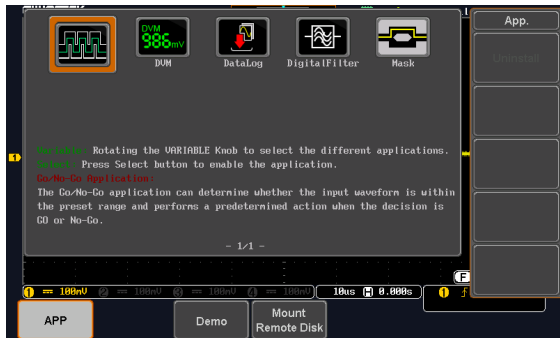 App.
Uninstall
DVM
986mV
DVM
DataLog
DigitalFilter
Mask
Variable: Rotating the VARIABLE Knob to select the different applications.
Select: Press Select button to enable the application.
Go/No-Go Application:
The Go/No-Go application can determine whether the input waveform is within
the preset range and performs a predetermined action when the decision is
GO or No-Go.
- 1/1 -
1
F
1 100mV 2 100mV 3 100mV 4 100mV 10us H 0.000s 1
APP
Demo
Mount
Remote Disk